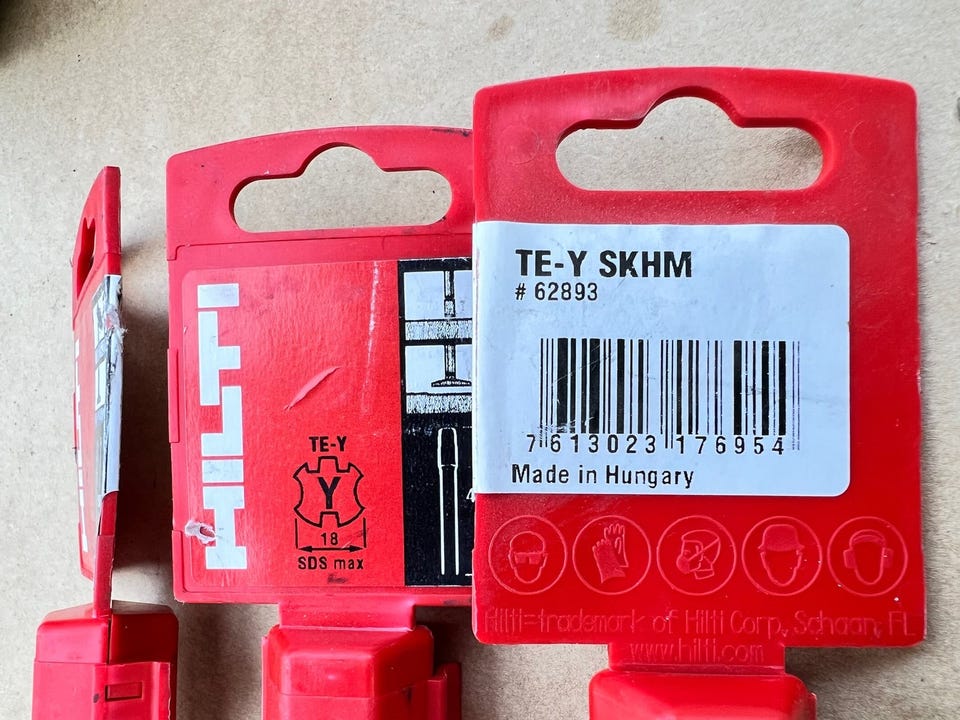 HILTI
TE-Y
Y
18
SDS max
TE-Y SKHM
# 62893
7 613023 176954
Made in Hungary
Hilti=trademark of Hilti Corp., Schaan, FL
www.hilti.com